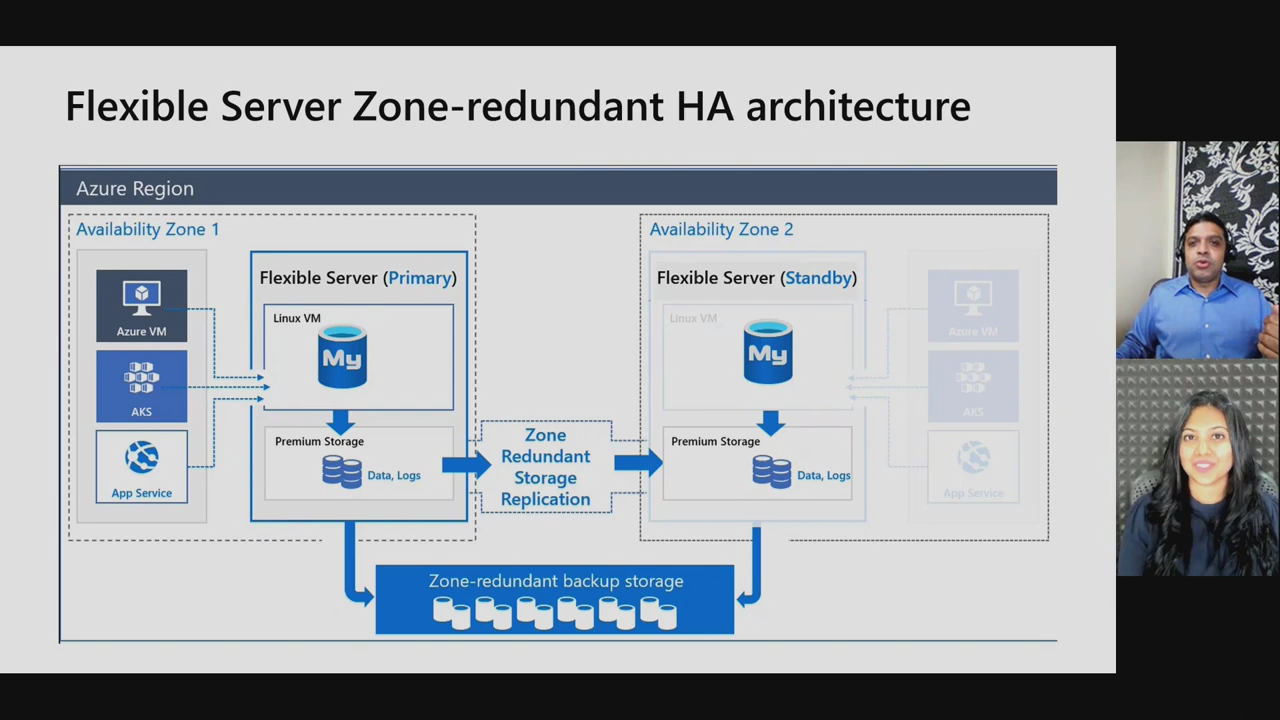 Flexible Server Zone-redundant HA architecture
Azure Region
Availability Zone 1
Azure VM
AKS
App Service
Flexible Server (Primary)
Linux VM
My
Premium Storage
Data, Logs
Zone
Redundant
Storage
Replication
Availability Zone 2
Flexible Server (Standby)
Linux VM
My
Premium Storage
Data, Logs
Azure VM
AKS
App Service
Zone-redundant backup storage